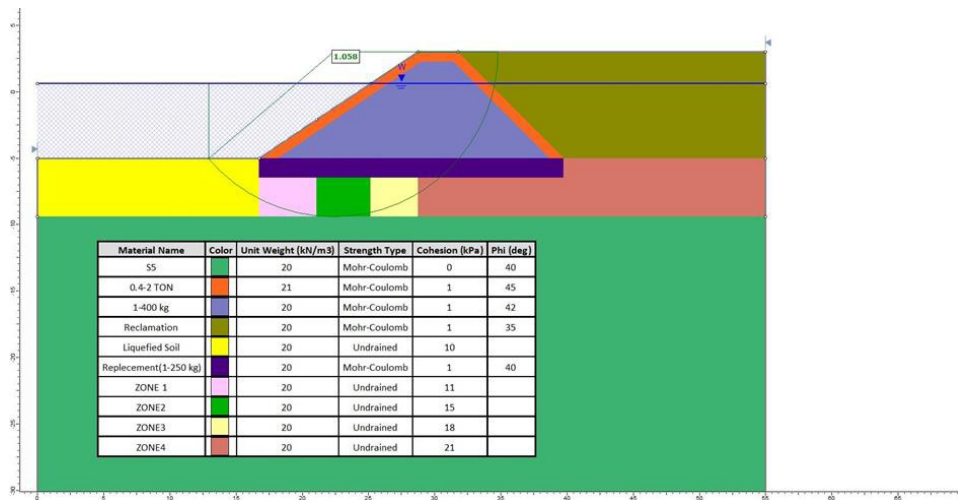 1.058
W
Material Name Color Unit Weight (kN/m3) Strength Type Cohesion (kPa) Phi (deg)
S5 20 Mohr-Coulomb 0 40
0.4-2 TON 21 Mohr-Coulomb 1 45
1-400 kg 20 Mohr-Coulomb 1 42
Reclamation 20 Mohr-Coulomb 1 35
Liquefied Soil 20 Undrained 10
Replecement(1-250 kg) 20 Mohr-Coulomb 1 40
ZONE 1 20 Undrained 11
ZONE2 20 Undrained 15
ZONE3 20 Undrained 18
ZONE4 20 Undrained 21
0 5 10 15 20 25 30 35 40 45 50 55 60 65